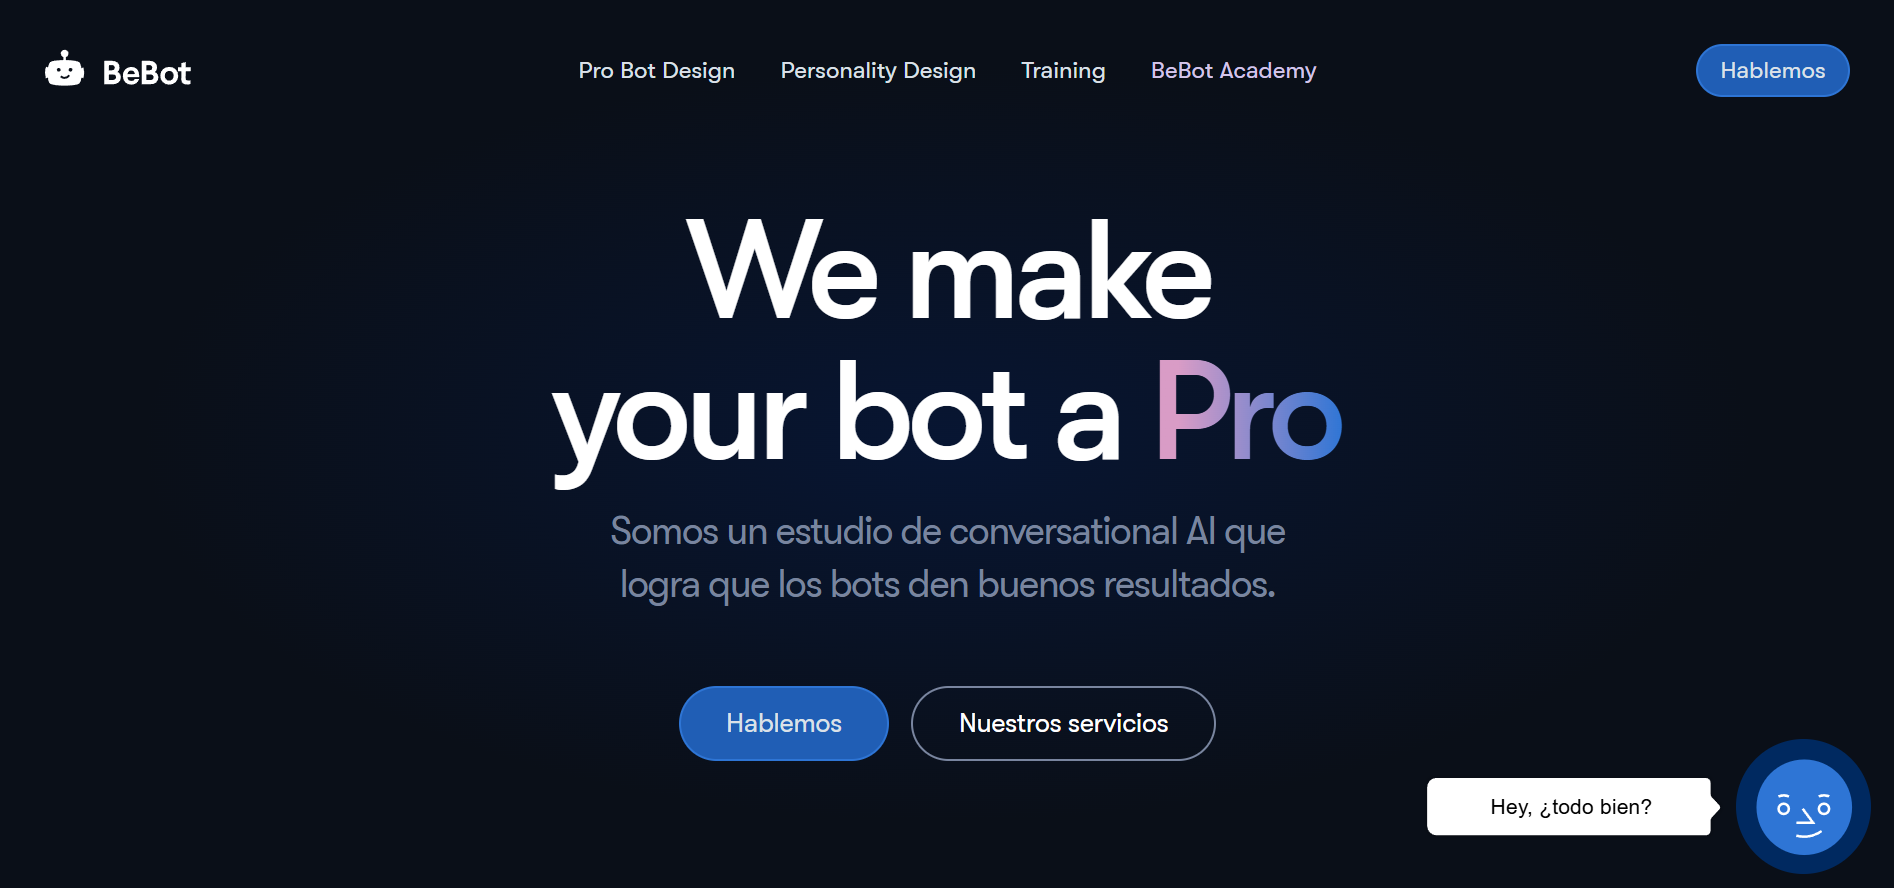 BeBot
Pro Bot Design
Personality Design
Training
BeBot Academy
Hablemos
We make
your bot a Pro
Somos un estudio de conversational AI que
logra que los bots den buenos resultados.
Hablemos
Nuestros servicios
Hey, ¿todo bien?